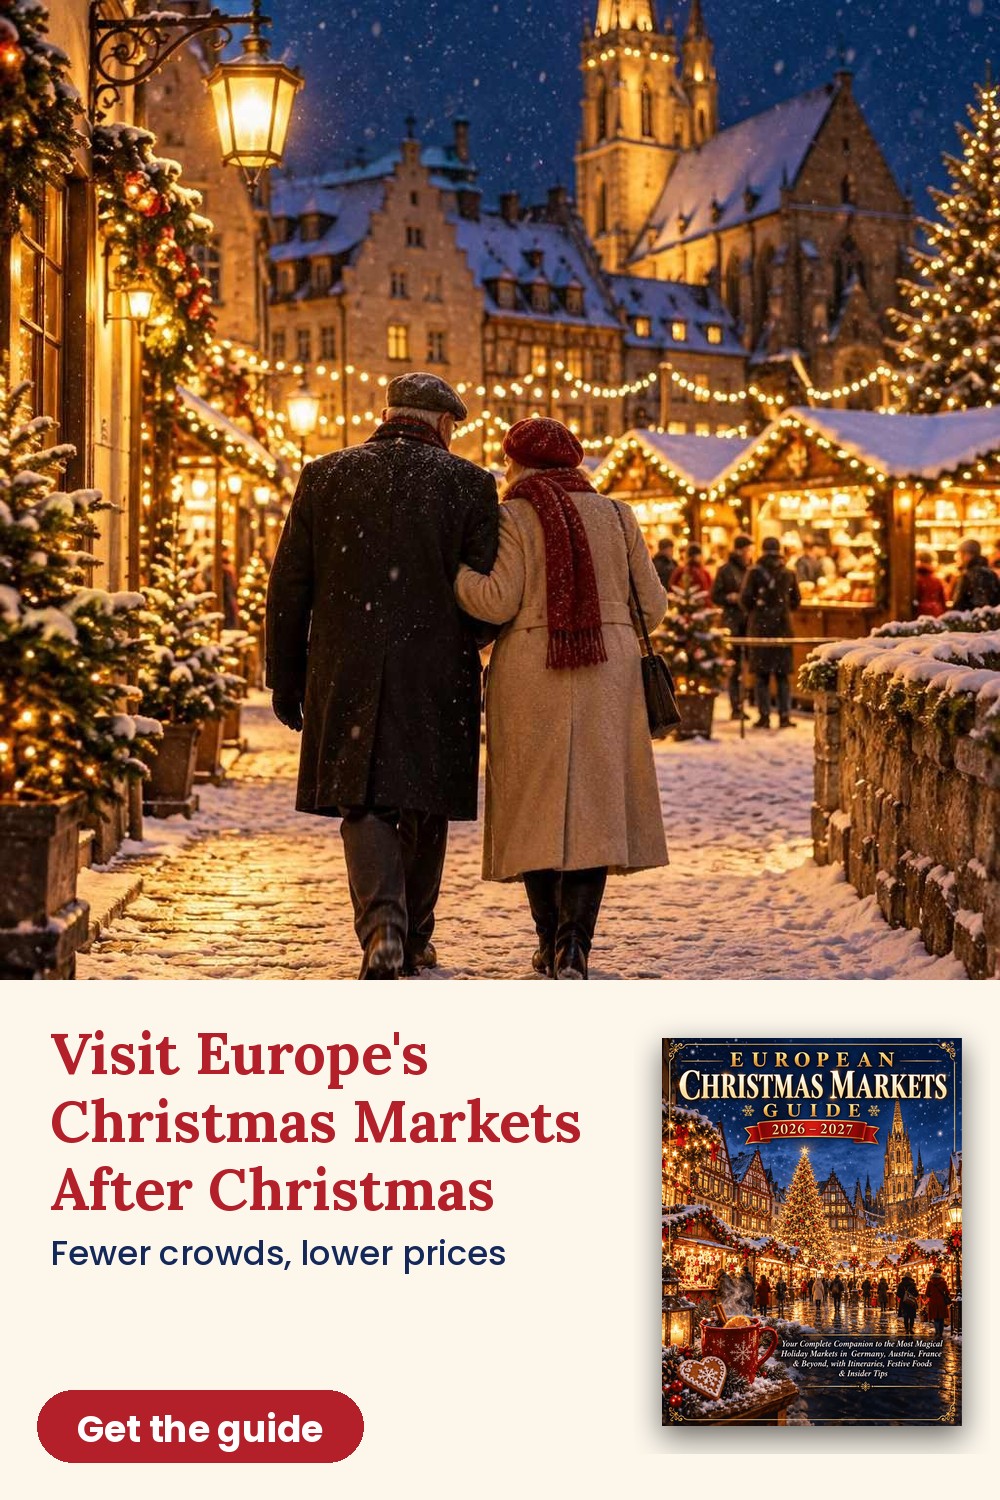 Visit Europe's
Christmas Markets
After Christmas
Fewer crowds, lower prices
Get the guide
EUROPEAN
CHRISTMAS MARKETS
GUIDE
2026 – 2027
Your Complete Companion to the Most Magical
Holiday Markets in Germany, Austria, France
& Beyond, with Itineraries, Festive Foods
& Insider Tips